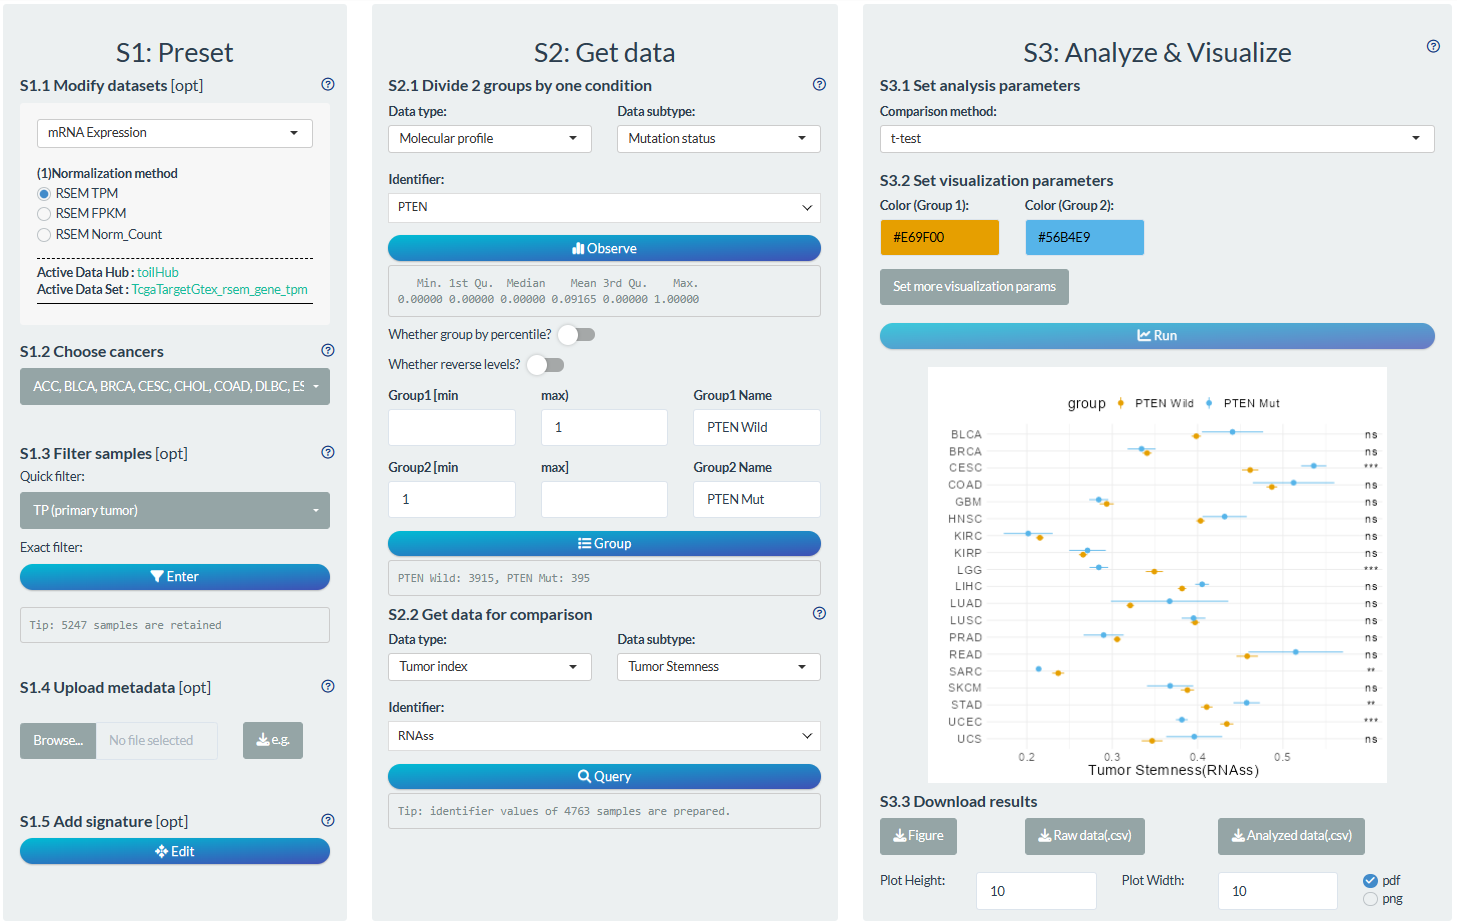 S1: Preset
S1.1 Modify datasets [opt]
mRNA Expression
(1)Normalization method
RSEM TPM
RSEM FPKM
RSEM Norm_Count
Active Data Hub : toilHub
Active Data Set : TcgaTargetGtex_rsem_gene_tpm
S1.2 Choose cancers
ACC, BLCA, BRCA, CESC, CHOL, COAD, DLBC, ES
S1.3 Filter samples [opt]
Quick filter:
TP (primary tumor)
Exact filter:
Enter
Tip: 5247 samples are retained
S1.4 Upload metadata [opt]
Browse... No file selected e.g.
S1.5 Add signature [opt]
Edit
S2: Get data
S2.1 Divide 2 groups by one condition
Data type: Data subtype:
Molecular profile Mutation status
Identifier:
PTEN
Observe
Min. 1st Qu. Median Mean 3rd Qu. Max.
0.00000 0.00000 0.00000 0.09165 0.00000 1.00000
Whether group by percentile?
Whether reverse levels?
Group1 [min max) Group1 Name
1 PTEN Wild
Group2 [min max] Group2 Name
1 PTEN Mut
Group
PTEN Wild: 3915, PTEN Mut: 395
S2.2 Get data for comparison
Data type: Data subtype:
Tumor index Tumor Stemness
Identifier:
RNAss
Query
Tip: identifier values of 4763 samples are prepared.
S3: Analyze & Visualize
S3.1 Set analysis parameters
Comparison method:
t-test
S3.2 Set visualization parameters
Color (Group 1): Color (Group 2):
#E69F00 #56B4E9
Set more visualization params
Run
group PTEN Wild PTEN Mut
BLCA ns
BRCA ns
CESC ***
COAD ns
GBM ns
HNSC ns
KIRC ns
KIRP ns
LGG ***
LIHC ns
LUAD ns
LUSC ns
PRAD ns
READ ns
SARC **
SKCM ns
STAD **
UCEC ***
UCS ns
0.2 0.3 0.4 0.5
Tumor Stemness(RNAss)
S3.3 Download results
Figure Raw data(.csv) Analyzed data(.csv)
Plot Height: 10 Plot Width: 10 pdf
png